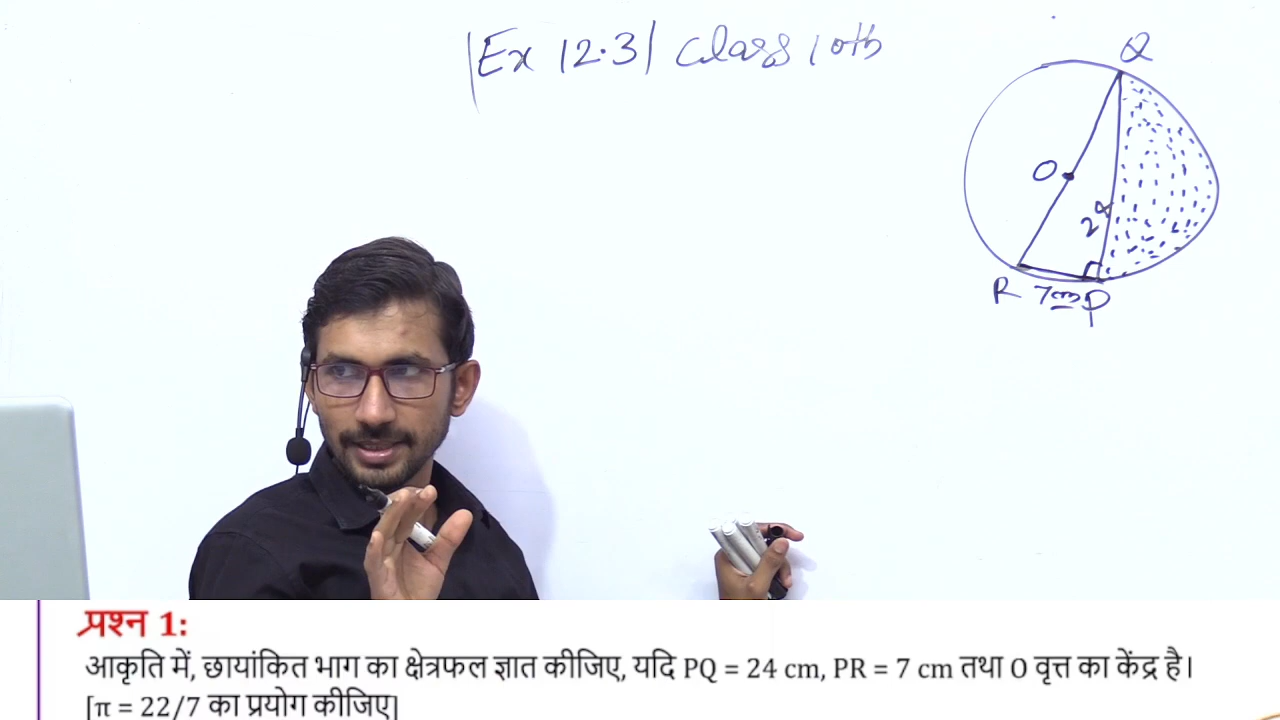 Ex 12.3 Class 10th
Q
O
24
R 7cm P
प्रश्न 1:
आकृति में, छायांकित भाग का क्षेत्रफल ज्ञात कीजिए, यदि PQ = 24 cm, PR = 7 cm तथा O वृत्त का केंद्र है।
[π = 22/7 का प्रयोग कीजिए]